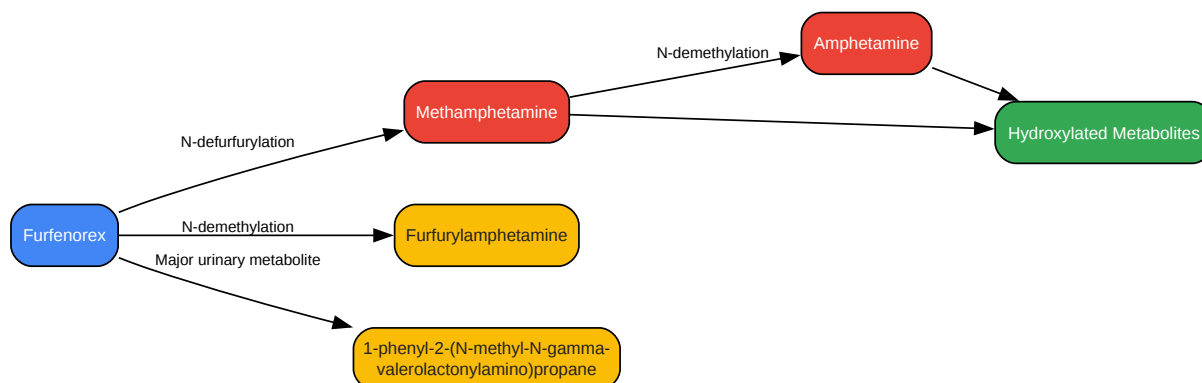 Amphetamine
N-demethylation
Methamphetamine
Hydroxylated Metabolites
N-defurfurylation
Furfenorex
N-demethylation
Furfurylamphetamine
Major urinary metabolite
1-phenyl-2-(N-methyl-N-gamma-
valerolactonylamino)propane